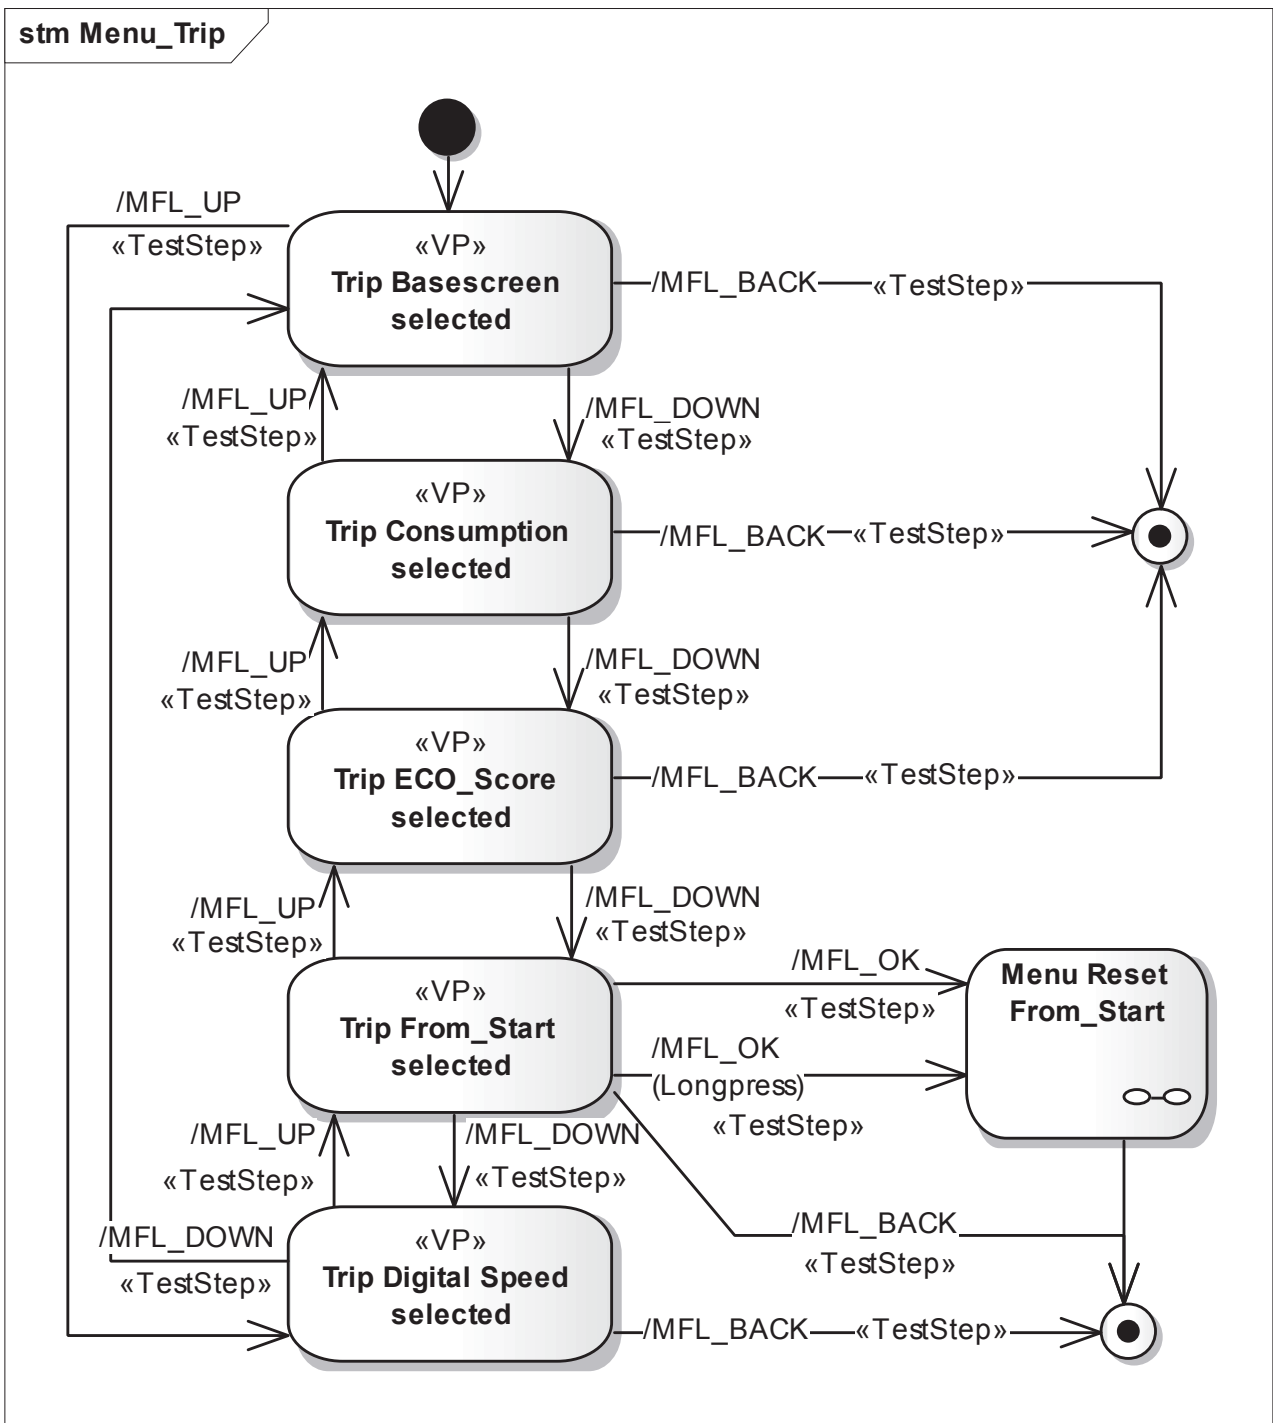 stm Menu_Trip
/MFL_UP
«TestStep»
«VP»
Trip Basescreen
selected
/MFL_BACK
«TestStep»
/MFL_UP
«TestStep»
/MFL_DOWN
«TestStep»
«VP»
Trip Consumption
selected
/MFL_BACK
«TestStep»
/MFL_UP
«TestStep»
/MFL_DOWN
«TestStep»
«VP»
Trip ECO_Score
selected
/MFL_BACK
«TestStep»
/MFL_UP
«TestStep»
/MFL_DOWN
«TestStep»
«VP»
Trip From_Start
selected
/MFL_OK
«TestStep»
/MFL_OK
(Longpress)
«TestStep»
Menu Reset
From_Start
/MFL_UP
«TestStep»
/MFL_DOWN
«TestStep»
/MFL_BACK
«TestStep»
/MFL_DOWN
«TestStep»
«VP»
Trip Digital Speed
selected
/MFL_BACK
«TestStep»